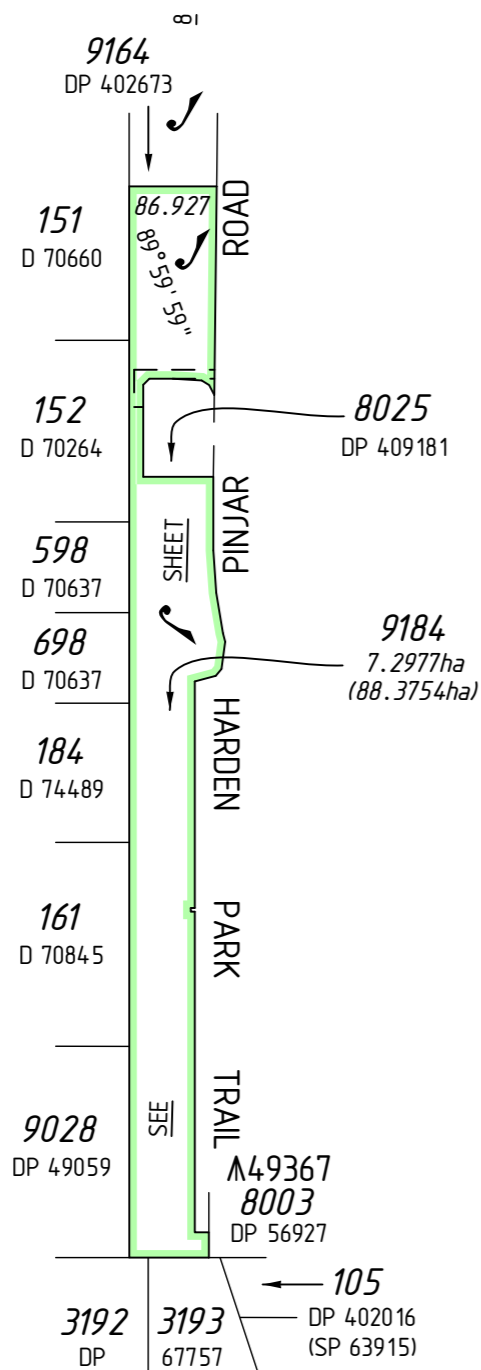 8
9164
DP 402673
86.927
89°59'59"
ROAD
151
D 70660
152
D 70264
8025
DP 409181
PINJAR
SHEET
598
D 70637
698
D 70637
9184
7.2977ha
(88.3754ha)
HARDEN
184
D 74489
161
D 70845
PARK
SEE
TRAIL
9028
DP 49059
49367
8003
DP 56927
105
DP 402016
(SP 63915)
3192
DP
3193
67757